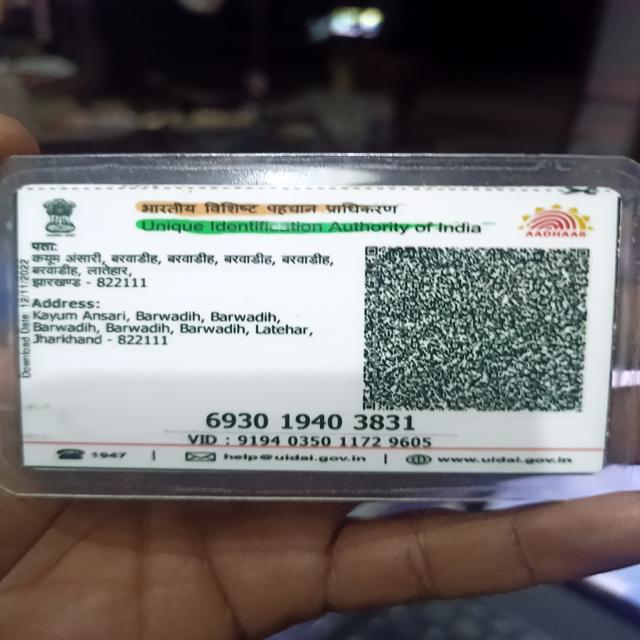 भारतीय विशिष्ट पहचान प्राधिकरण
Unique Identification Authority of India
AADHAAR
पता:
कयूम अंसारी, बरवाडीह, बरवाडीह, बरवाडीह, बरवाडीह,
बरवाडीह, लातेहार,
झारखण्ड - 822111
Address:
Kayum Ansari, Barwadih, Barwadih,
Barwadih, Barwadih, Barwadih, Latehar,
Jharkhand - 822111
Download Date: 12/11/2022
6930 1940 3831
VID : 9194 0350 1172 9605
1947 | help@uidai.gov.in | www.uidai.gov.in